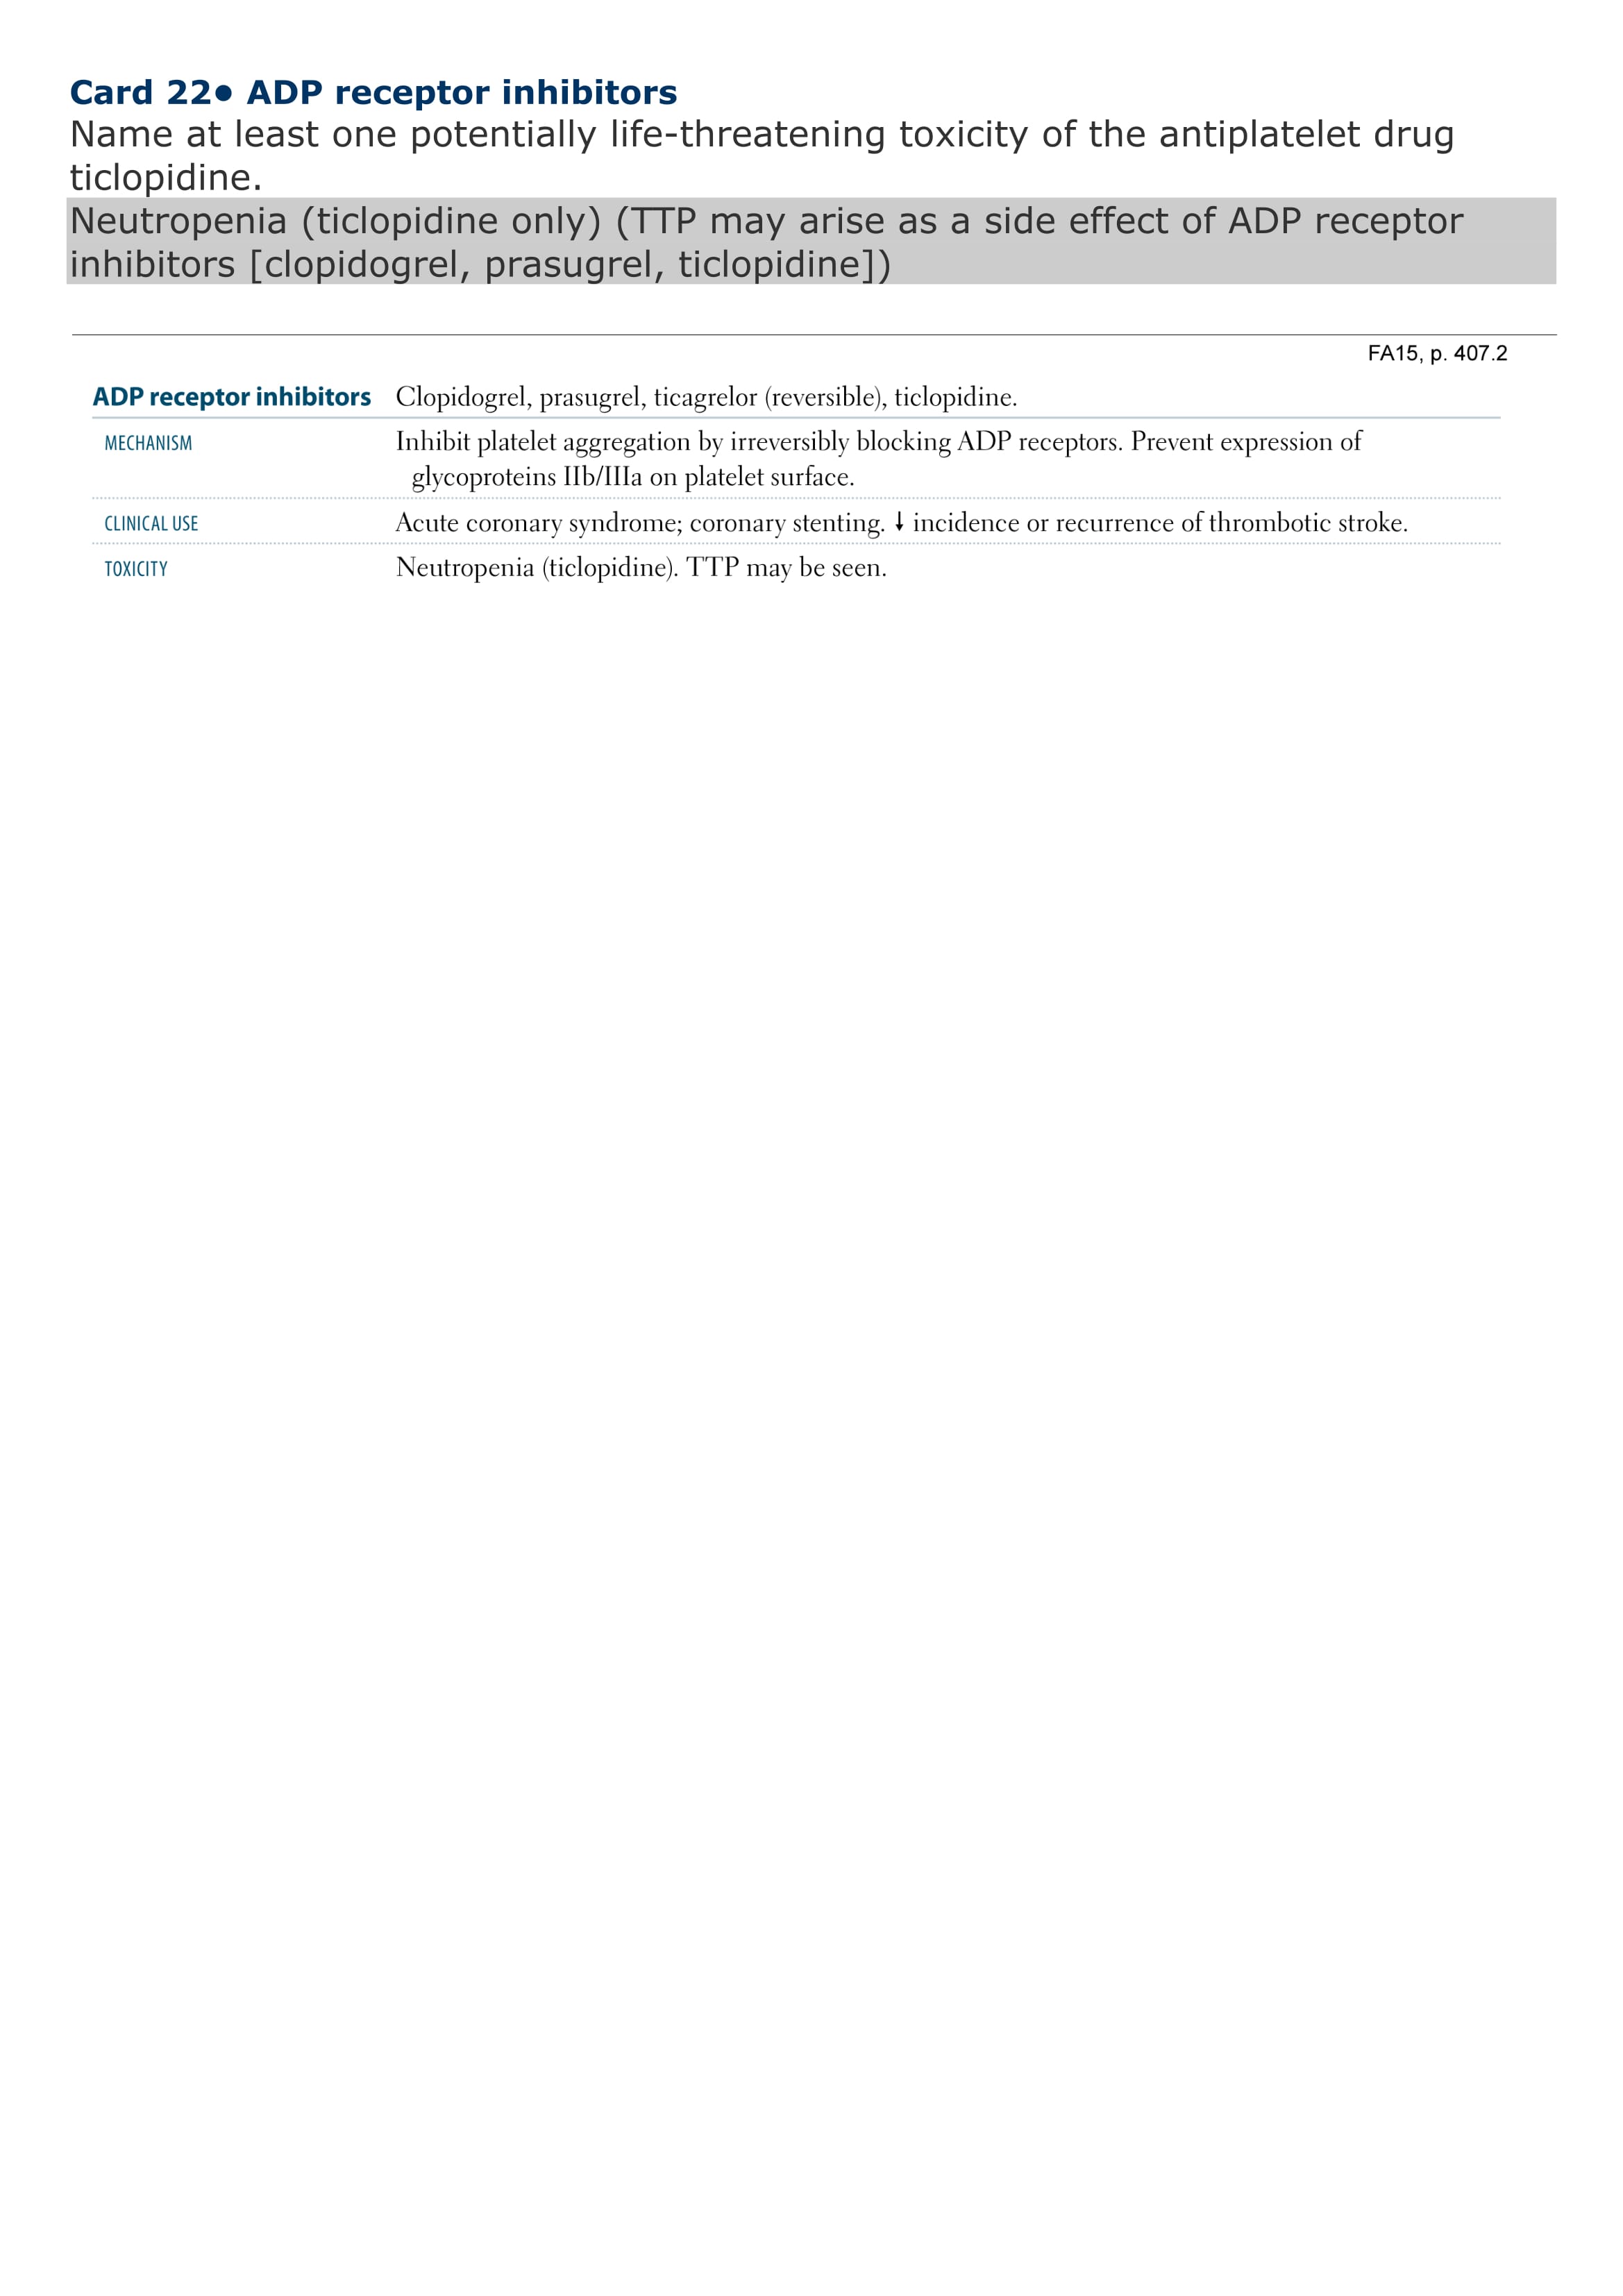 Card 22• ADP receptor inhibitors
Name at least one potentially life-threatening toxicity of the antiplatelet drug
ticlopidine.
Neutropenia (ticlopidine only) (TTP may arise as a side effect of ADP receptor
inhibitors [clopidogrel, prasugrel, ticlopidine])
FA15, p. 407.2
ADP receptor inhibitors Clopidogrel, prasugrel, ticagrelor (reversible), ticlopidine.
MECHANISM Inhibit platelet aggregation by irreversibly blocking ADP receptors. Prevent expression of
glycoproteins IIb/IIIa on platelet surface.
CLINICAL USE Acute coronary syndrome; coronary stenting. ↓ incidence or recurrence of thrombotic stroke.
TOXICITY Neutropenia (ticlopidine). TTP may be seen.